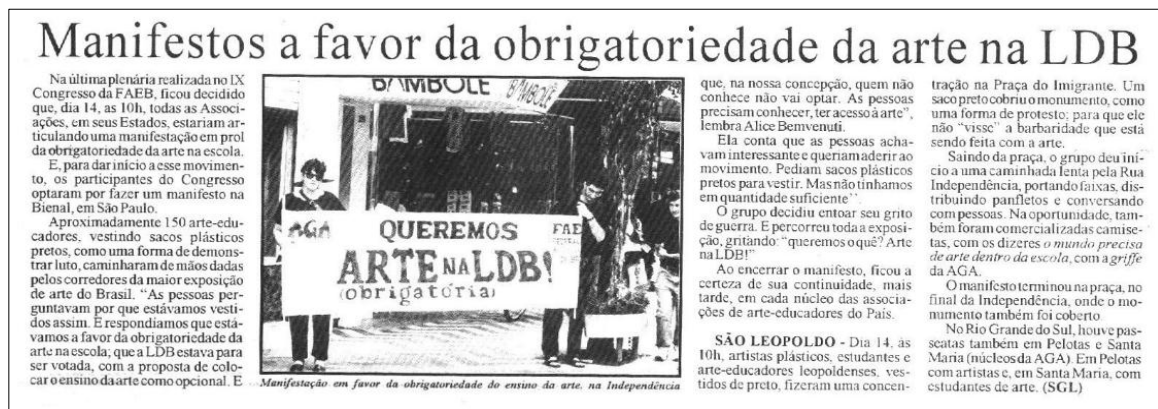 Manifestos a favor da obrigatoriedade da arte na LDB
Na última plenária realizada no IX
Congresso da FAEB, ficou decidido
que, dia 14, as 10h, todas as Associ-
ações, em seus Estados, estariam ar-
ticulando uma manifestação em prol
da obrigatoriedade da arte na escola.
E, para dar início a esse movimen-
to, os participantes do Congresso
optaram por fazer um manifesto na
Bienal, em São Paulo.
Aproximadamente 150 arte-edu-
cadores, vestindo sacos plásticos
pretos, como uma forma de demons-
trar luto, caminharam de mãos dadas
pelos corredores da maior exposição
de arte do Brasil. “As pessoas per-
guntavam por que estávamos vesti-
dos assim. E respondíamos que está-
vamos a favor da obrigatoriedade da
arte na escola; que a LDB estava para
ser votada, com a proposta de colo-
car o ensino da arte como opcional. E
BAMBOLÊ
BAMBOLÊ
AGA
QUEREMOS
FAE
ARTE NA LDB!
(obrigatória)
Manifestação em favor da obrigatoriedade do ensino da arte, na Independência
que, na nossa concepção, quem não
conhece não vai optar. As pessoas
precisam conhecer, ter acesso à arte”,
lembra Alice Bemvenuti.
Ela conta que as pessoas acha-
vam interessante e queriam aderir ao
movimento. Pediam sacos plásticos
pretos para vestir. Mas não tínhamos
em quantidade suficiente”.
O grupo decidiu entoar seu grito
de guerra. E percorreu toda a exposi-
ção, gritando: “queremos o quê? Arte
na LDB!”
Ao encerrar o manifesto, ficou a
certeza de sua continuidade, mais
tarde, em cada núcleo das associa-
ções de arte-educadores do País.
SÃO LEOPOLDO - Dia 14, às
10h, artistas plásticos, estudantes e
arte-educadores leopoldenses, ves-
tidos de preto, fizeram uma concen-
tração na Praça do Imigrante. Um
saco preto cobriu o monumento, como
uma forma de protesto; para que ele
não “visse” a barbaridade que está
sendo feita com a arte.
Saindo da praça, o grupo deu iní-
cio a uma caminhada lenta pela Rua
Independência, portando faixas, dis-
tribuindo panfletos e conversando
com pessoas. Na oportunidade, tam-
bém foram comercializadas camise-
tas, com os dizeres o mundo precisa
de arte dentro da escola, com a griffe
da AGA.
O manifesto terminou na praça, no
final da Independência, onde o mo-
numento também foi coberto.
No Rio Grande do Sul, houve pas-
seatas também em Pelotas e Santa
Maria (núcleos da AGA). Em Pelotas
com artistas e, em Santa Maria, com
estudantes de arte. (SGL)